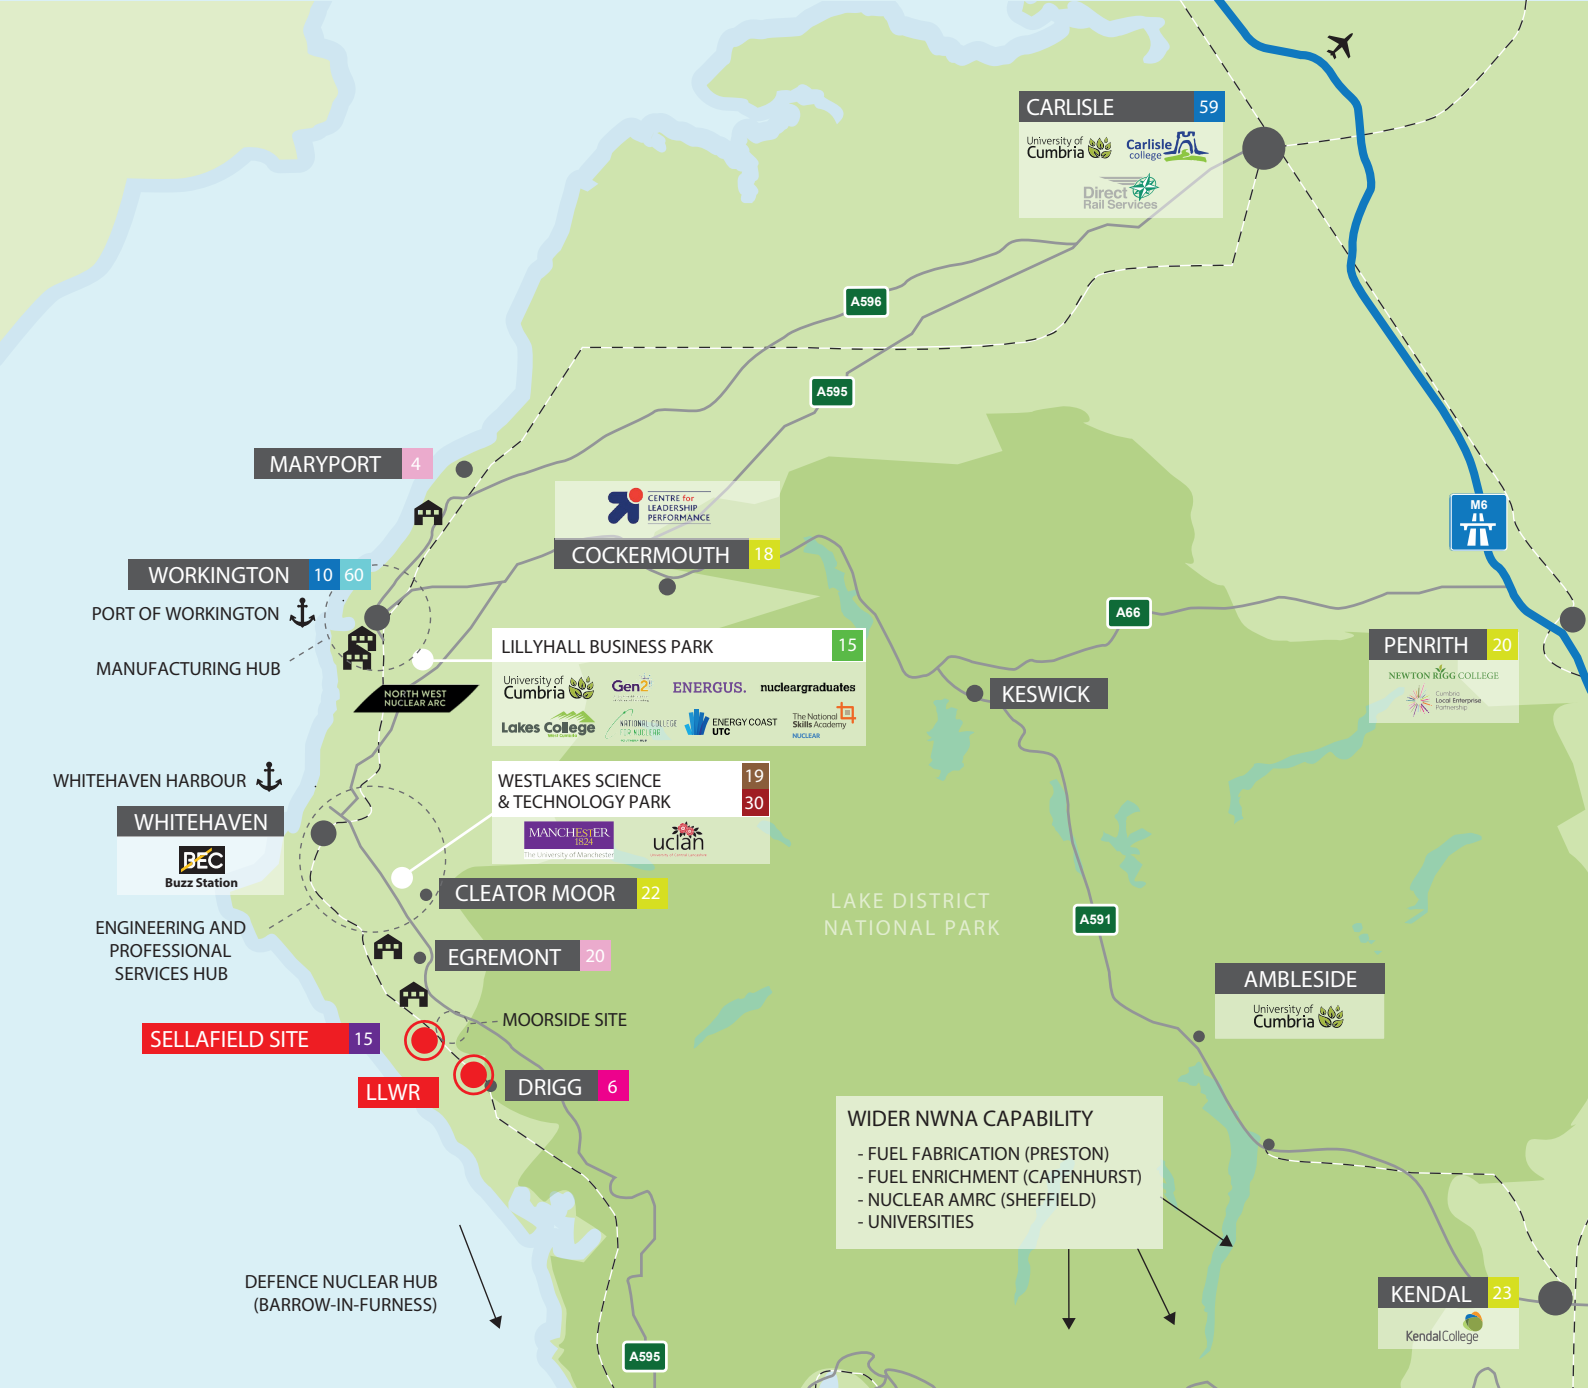 CARLISLE 59
University of
Cumbria
Carlisle
college
Direct
Rail Services
A596
A595
MARYPORT 4
CENTRE for
LEADERSHIP
PERFORMANCE
COCKERMOUTH 18
M6
WORKINGTON 10 60
PORT OF WORKINGTON
MANUFACTURING HUB
A66
LILLYHALL BUSINESS PARK 15
University of
Cumbria
Gen2
ENERGUS.
nucleargraduates
Lakes College
West Cumbria
NATIONAL COLLEGE
FOR NUCLEAR
ENERGY COAST
UTC
The National
Skills Academy
NUCLEAR
NORTH WEST
NUCLEAR ARC
PENRITH 20
NEWTON RIGG COLLEGE
Cumbria
Local Enterprise
Partnership
KESWICK
WHITEHAVEN HARBOUR
WESTLAKES SCIENCE
& TECHNOLOGY PARK
19
30
MANCHESTER
1824
The University of Manchester
uclan
WHITEHAVEN
BEC
Buzz Station
CLEATOR MOOR 22
LAKE DISTRICT
NATIONAL PARK
A591
ENGINEERING AND
PROFESSIONAL
SERVICES HUB
EGREMONT 20
AMBLESIDE
University of
Cumbria
MOORSIDE SITE
SELLAFIELD SITE 15
LLWR
DRIGG 6
WIDER NWNA CAPABILITY
- FUEL FABRICATION (PRESTON)
- FUEL ENRICHMENT (CAPENHURST)
- NUCLEAR AMRC (SHEFFIELD)
- UNIVERSITIES
DEFENCE NUCLEAR HUB
(BARROW-IN-FURNESS)
KENDAL 23
KendalCollege
A595